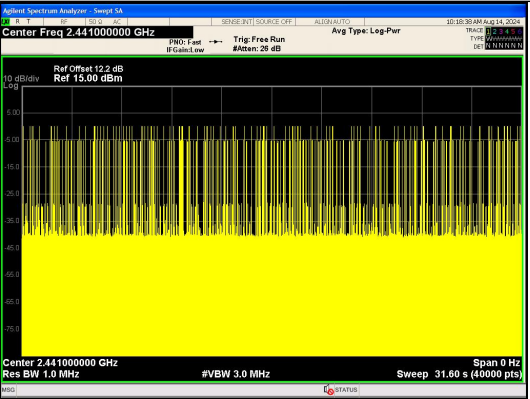 Agilent Spectrum Analyzer - Swept SA
LXI R T RF 50 Ω AC SENSE:INT SOURCE OFF ALIGN AUTO 10:18:38 AM Aug 14, 2024
Center Freq 2.441000000 GHz Avg Type: Log-Pwr TRACE 1 2 3 4 5 6
PNO: Fast Trig: Free Run TYPE
IFGain:Low #Atten: 26 dB DET N N N N N N
Ref Offset 12.2 dB
10 dB/div Ref 15.00 dBm
Log
5.00
-5.00
-15.0
-25.0
-35.0
-45.0
-55.0
-65.0
-75.0
Center 2.441000000 GHz Span 0 Hz
Res BW 1.0 MHz #VBW 3.0 MHz Sweep 31.60 s (40000 pts)
MSG STATUS